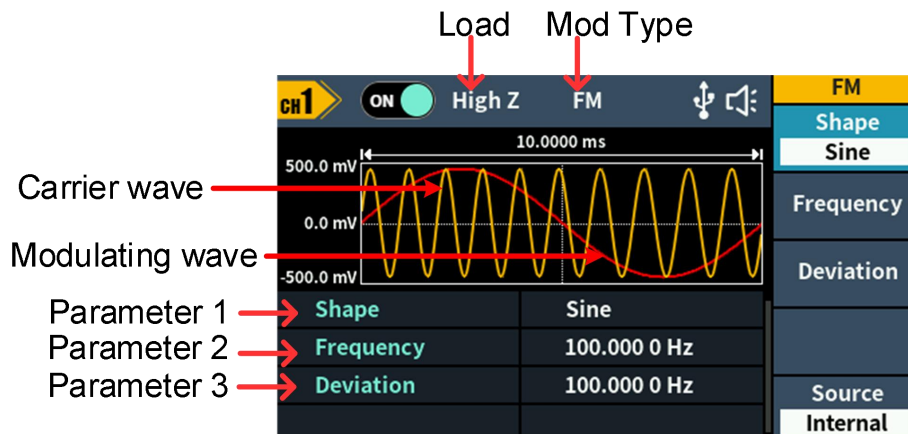 Load Mod Type
CH1 ON High Z FM
FM
Shape
Sine
Frequency
Deviation
Source
Internal
10.0000 ms
500.0 mV
0.0 mV
-500.0 mV
Carrier wave
Modulating wave
Parameter 1
Shape Sine
Parameter 2
Frequency 100.000 0 Hz
Parameter 3
Deviation 100.000 0 Hz